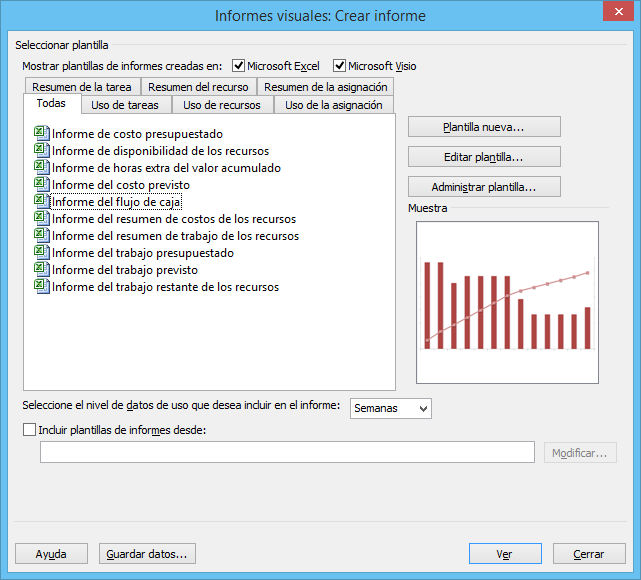 Informes visuales: Crear informe
Seleccionar plantilla
Mostrar plantillas de informes creadas en: Microsoft Excel Microsoft Visio
Resumen de la tarea Resumen del recurso Resumen de la asignación
Todas Uso de tareas Uso de recursos Uso de la asignación
Informe de costo presupuestado
Informe de disponibilidad de los recursos
Informe de horas extra del valor acumulado
Informe del costo previsto
Informe del flujo de caja
Informe del resumen de costos de los recursos
Informe del resumen de trabajo de los recursos
Informe del trabajo presupuestado
Informe del trabajo previsto
Informe del trabajo restante de los recursos
Plantilla nueva...
Editar plantilla...
Administrar plantilla...
Muestra
Seleccione el nivel de datos de uso que desea incluir en el informe: Semanas
Incluir plantillas de informes desde:
Modificar...
Ayuda Guardar datos... Ver Cerrar